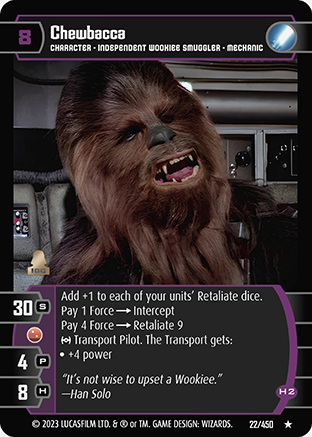 8 Chewbacca
CHARACTER • INDEPENDENT WOOKIEE SMUGGLER • MECHANIC
100
Add +1 to each of your units' Retaliate dice.
30 S
Pay 1 Force → Intercept
Pay 4 Force → Retaliate 9
Transport Pilot. The Transport gets:
4 P
• +4 power
"It's not wise to upset a Wookiee."
8 H
—Han Solo
H2
© 2023 LUCASFILM LTD. & ® or TM. GAME DESIGN: WIZARDS. 22/450 ★